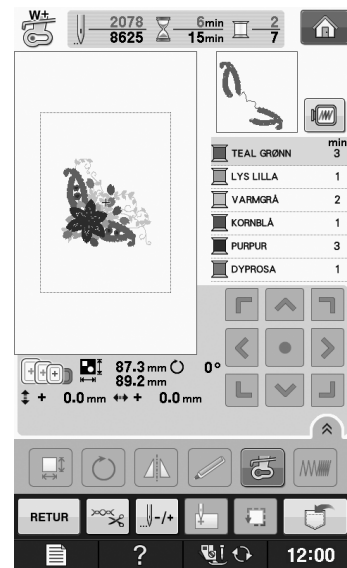 W+
2078 6min 2
8625 15min 7
min
TEAL GRØNN 3
LYS LILLA 1
VARMGRÅ 2
KORNBLÅ 1
PURPUR 3
DYPROSA 1
87.3 mm 0°
89.2 mm
+ 0.0 mm + 0.0 mm
RETUR -/+
? 12:00